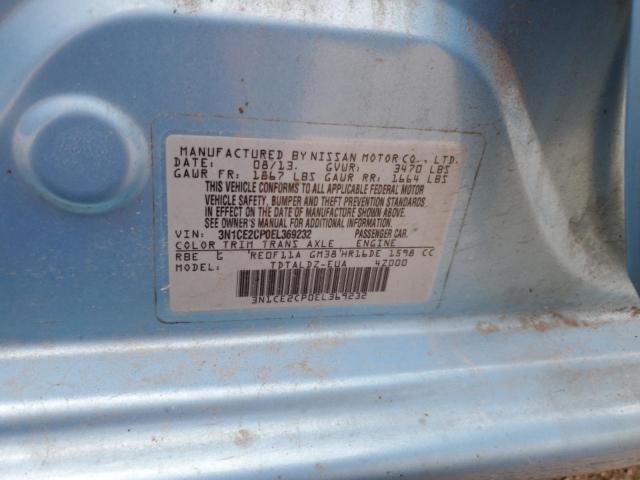 MANUFACTURED BY NISSAN MOTOR CO., LTD.
DATE: 08/13. GVWR: 3470 LBS
GAWR FR: 1867 LBS GAWR RR: 1664 LBS
THIS VEHICLE CONFORMS TO ALL APPLICABLE FEDERAL MOTOR
VEHICLE SAFETY, BUMPER AND THEFT PREVENTION STANDARDS
IN EFFECT ON THE DATE OF MANUFACTURE SHOWN ABOVE.
SEE OWNER'S MANUAL FOR ADDITIONAL INFORMATION.
VIN: 3N1CE2CP0EL369232 PASSENGER CAR.
COLOR TRIM TRANS AXLE ENGINE
RBE G RE0F11A GM38 HR16DE 1598 CC
MODEL: TDTALDZ-EUA 4Z000
3N1CE2CP0EL369232